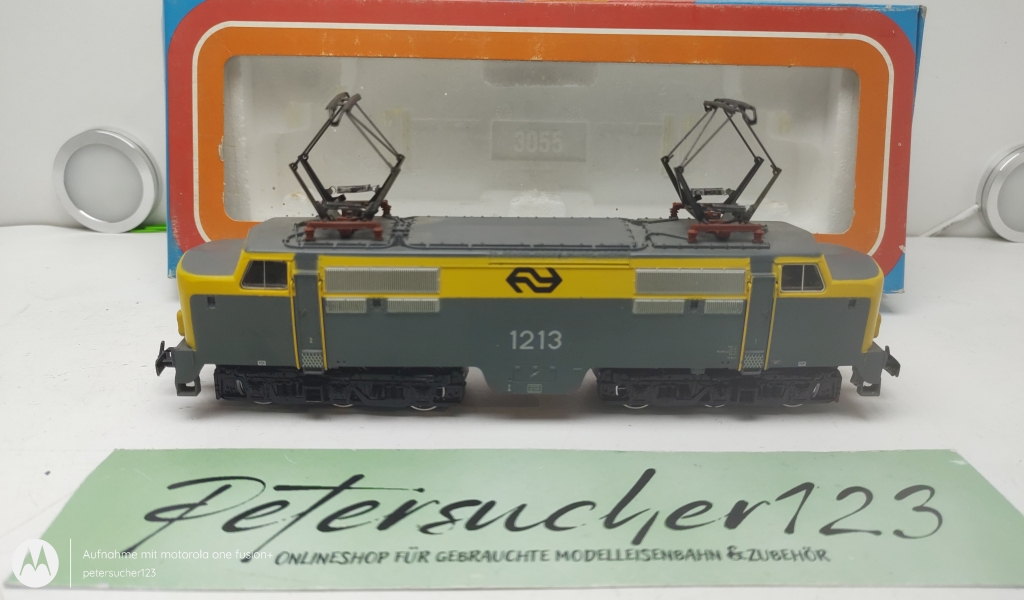 3055
1213
Petersucher123
ONLINESHOP FÜR GEBRAUCHTE MODELLEISENBAHN & ZUBEHÖR
Aufnahme mit motorola one fusion+
petersucher123